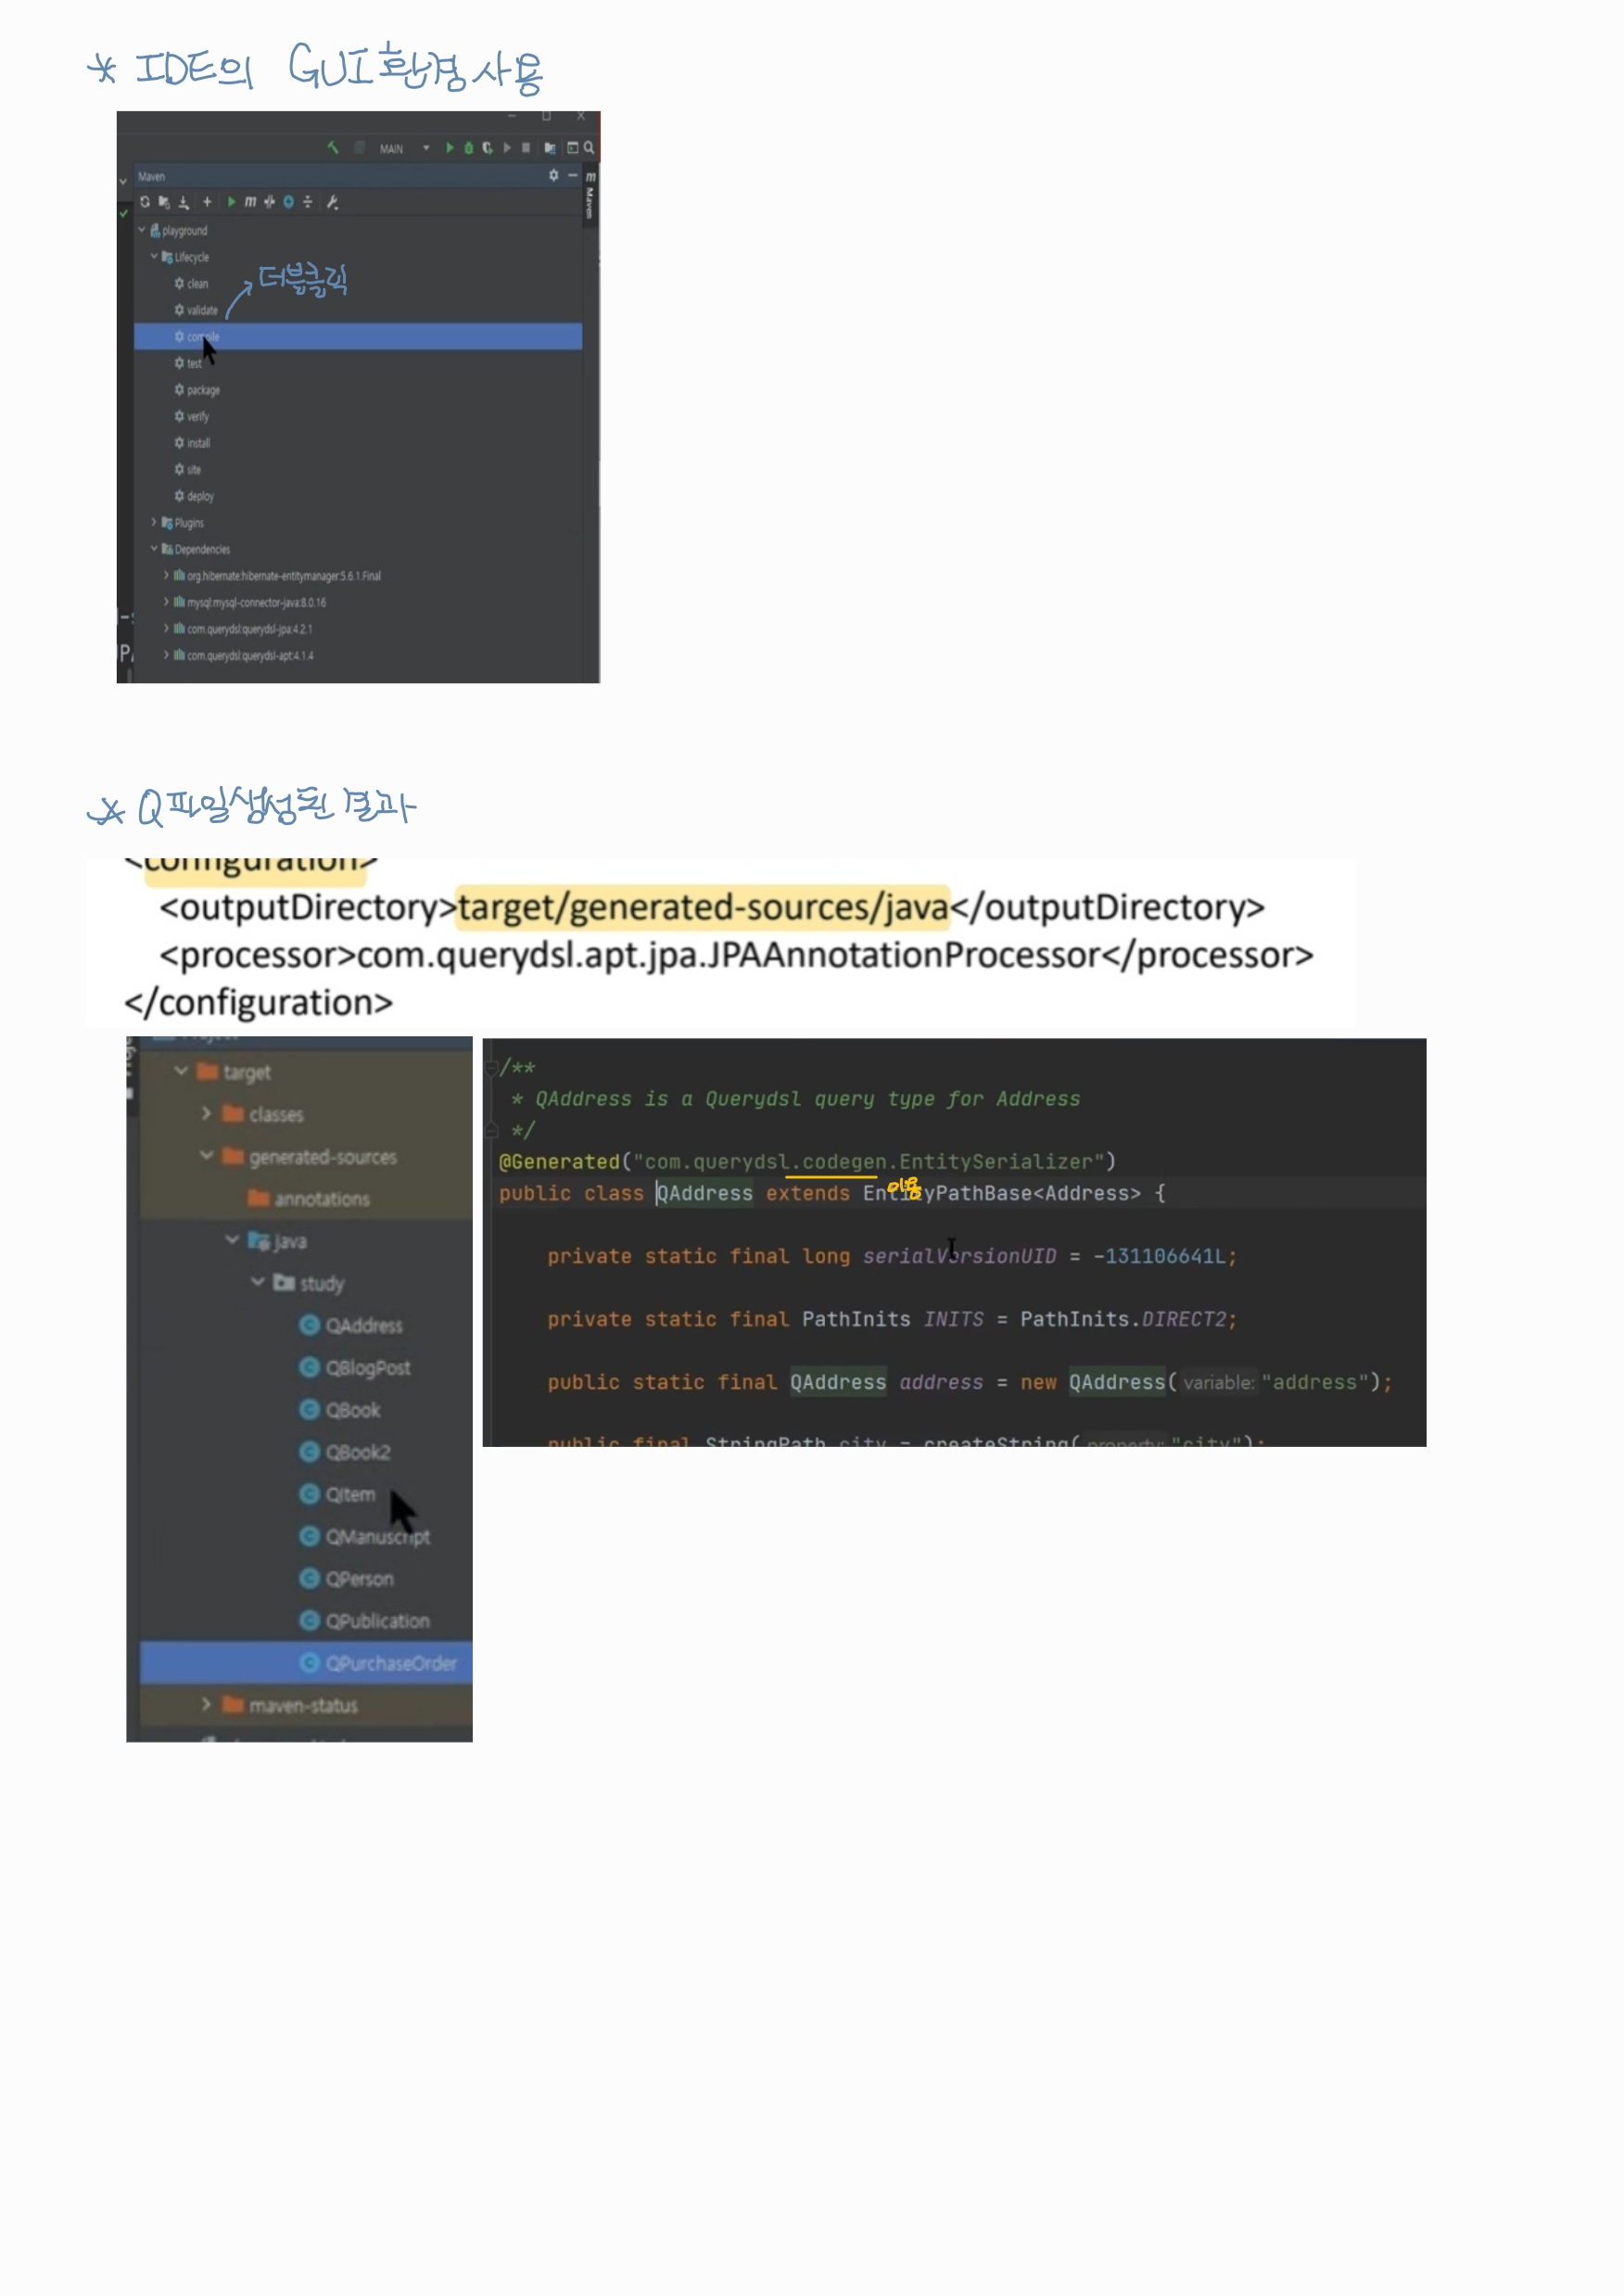 * IDE의 GUI 환경 사용
MAIN
Maven
Maven
playground
Lifecycle
clean
validate
더블클릭
compile
test
package
verify
install
site
deploy
Plugins
Dependencies
org.hibernate:hibernate-entitymanager:5.6.1.Final
mysql:mysql-connector-java:8.0.16
com.querydsl:querydsl-jpa:4.2.1
com.querydsl:querydsl-apt:4.1.4
* Q파일 생성된 결과
<configuration>
<outputDirectory>target/generated-sources/java</outputDirectory>
<processor>com.querydsl.apt.jpa.JPAAnnotationProcessor</processor>
</configuration>
target
classes
generated-sources
annotations
java
study
QAddress
QBlogPost
QBook
QBook2
QItem
QManuscript
QPerson
QPublication
QPurchaseOrder
maven-status
/**
* QAddress is a Querydsl query type for Address
*/
@Generated("com.querydsl.codegen.EntitySerializer")
public class QAddress extends EntityPathBase<Address> {
private static final long serialVersionUID = -131106641L;
private static final PathInits INITS = PathInits.DIRECT2;
public static final QAddress address = new QAddress( variable: "address");
public final StringPath city = createString( property: "city");